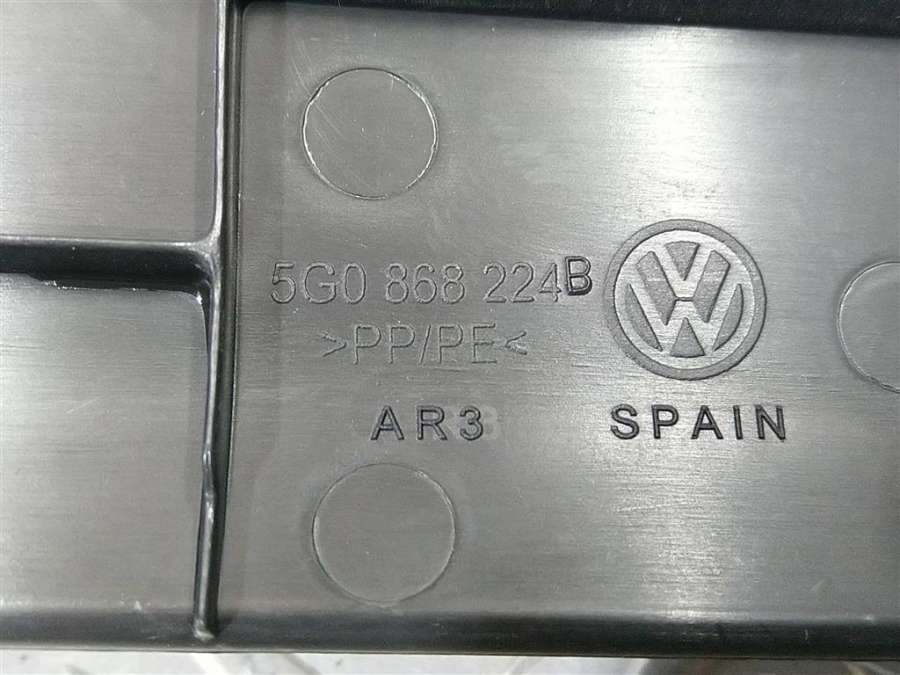 5G0 868 224B
>PP/PE<
AR3
SPAIN